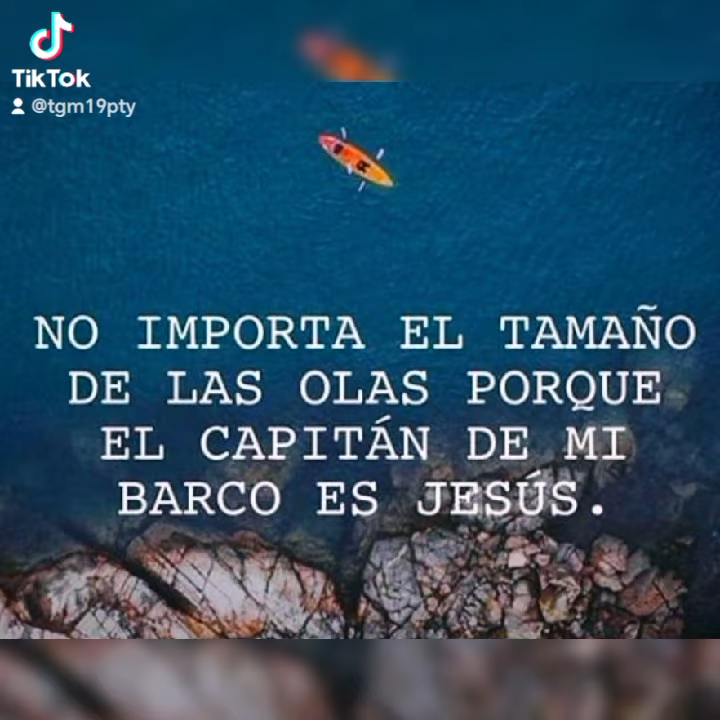 TikTok
@tgm19pty
NO IMPORTA EL TAMAÑO
DE LAS OLAS PORQUE
EL CAPITÁN DE MI
BARCO ES JESÚS.